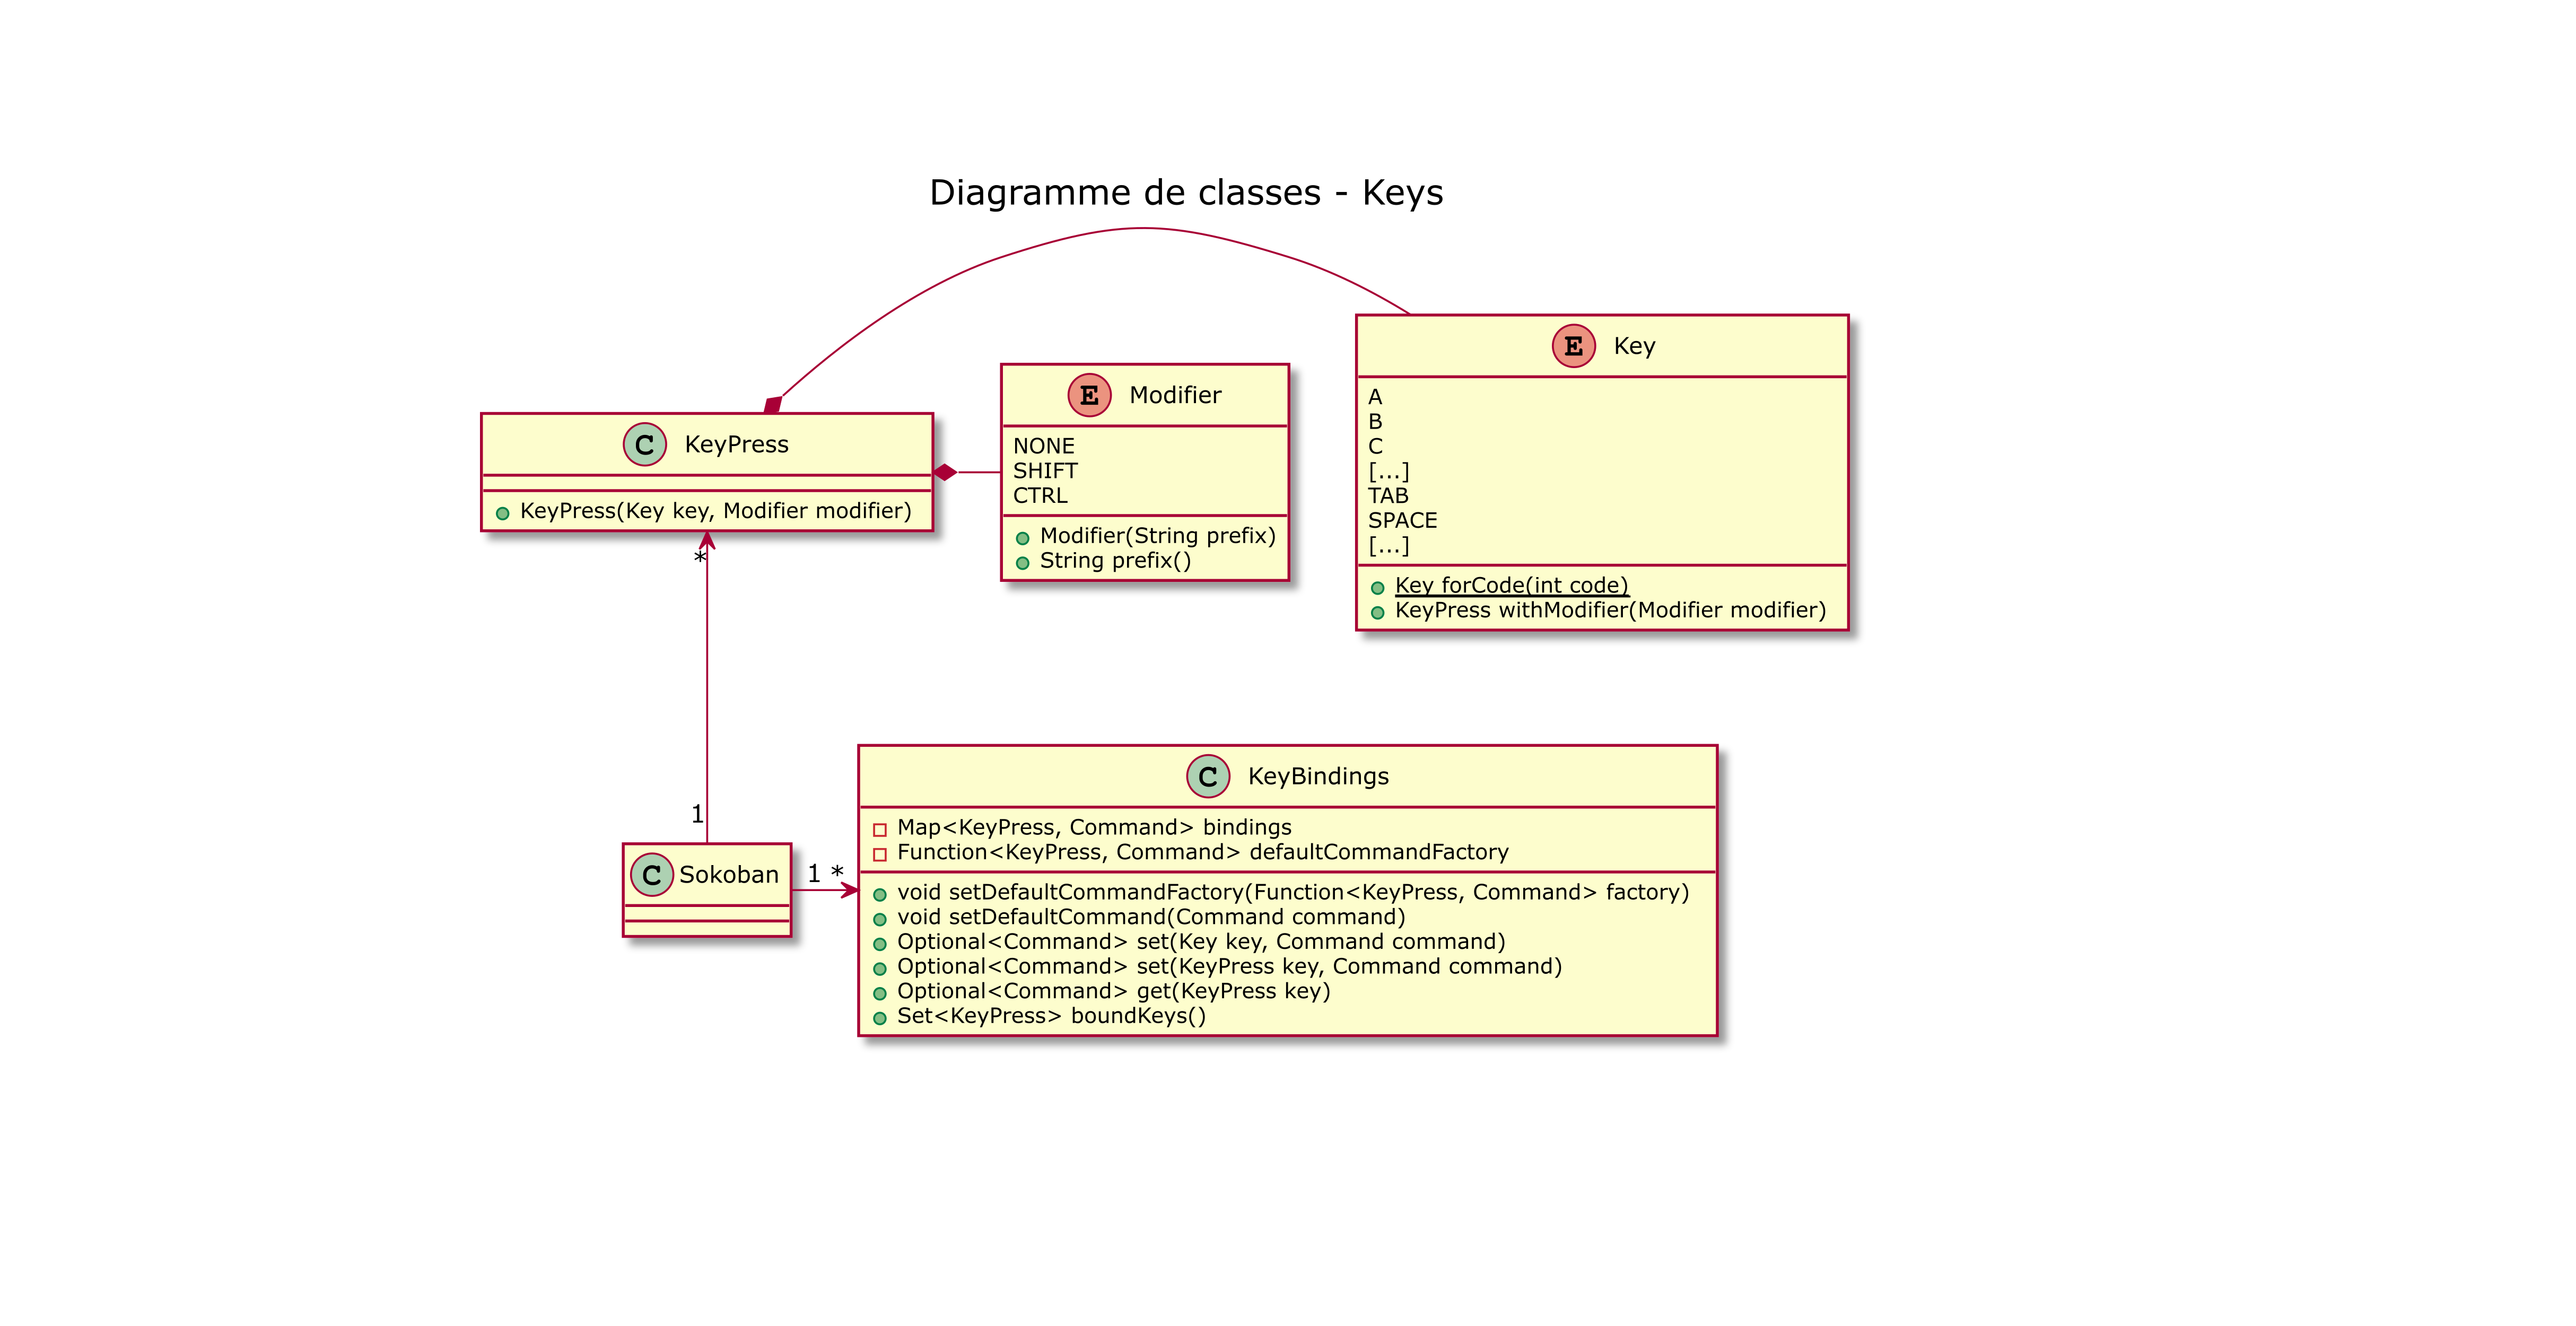 Diagramme de classes - Keys
C KeyPress
KeyPress(Key key, Modifier modifier)
E Modifier
NONE
SHIFT
CTRL
Modifier(String prefix)
String prefix()
E Key
A
B
C
[...]
TAB
SPACE
[...]
Key forCode(int code)
KeyPress withModifier(Modifier modifier)
*
1
C Sokoban
1 *
C KeyBindings
Map<KeyPress, Command> bindings
Function<KeyPress, Command> defaultCommandFactory
void setDefaultCommandFactory(Function<KeyPress, Command> factory)
void setDefaultCommand(Command command)
Optional<Command> set(Key key, Command command)
Optional<Command> set(KeyPress key, Command command)
Optional<Command> get(KeyPress key)
Set<KeyPress> boundKeys()